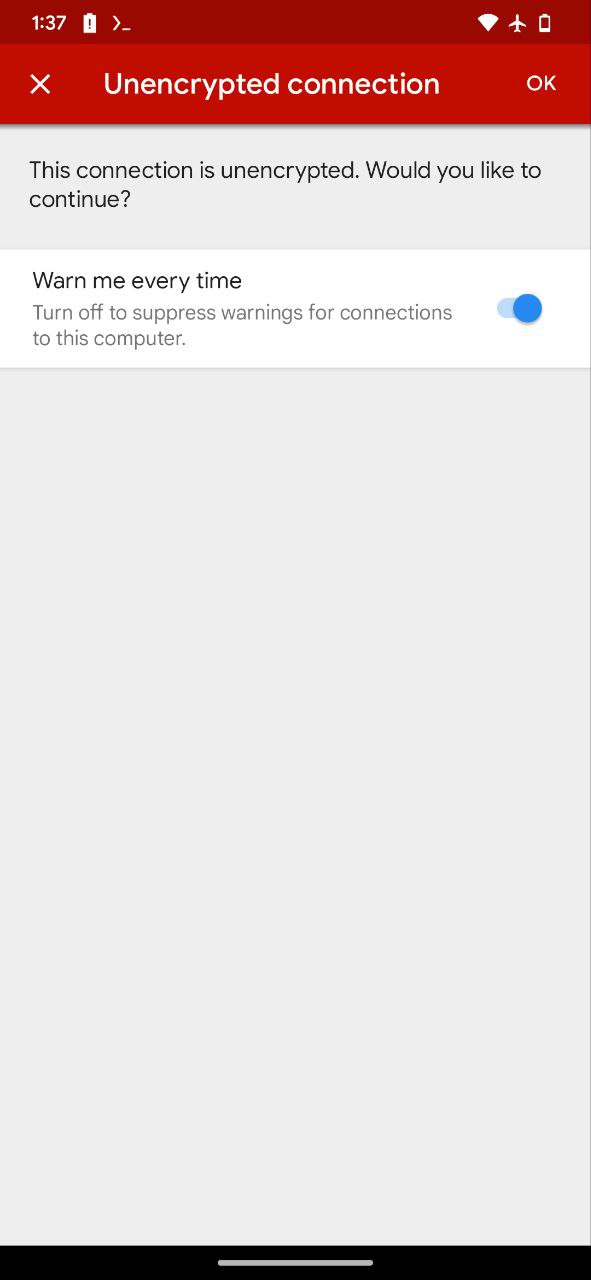 1:37
Unencrypted connection
OK
This connection is unencrypted. Would you like to
continue?
Warn me every time
Turn off to suppress warnings for connections
to this computer.